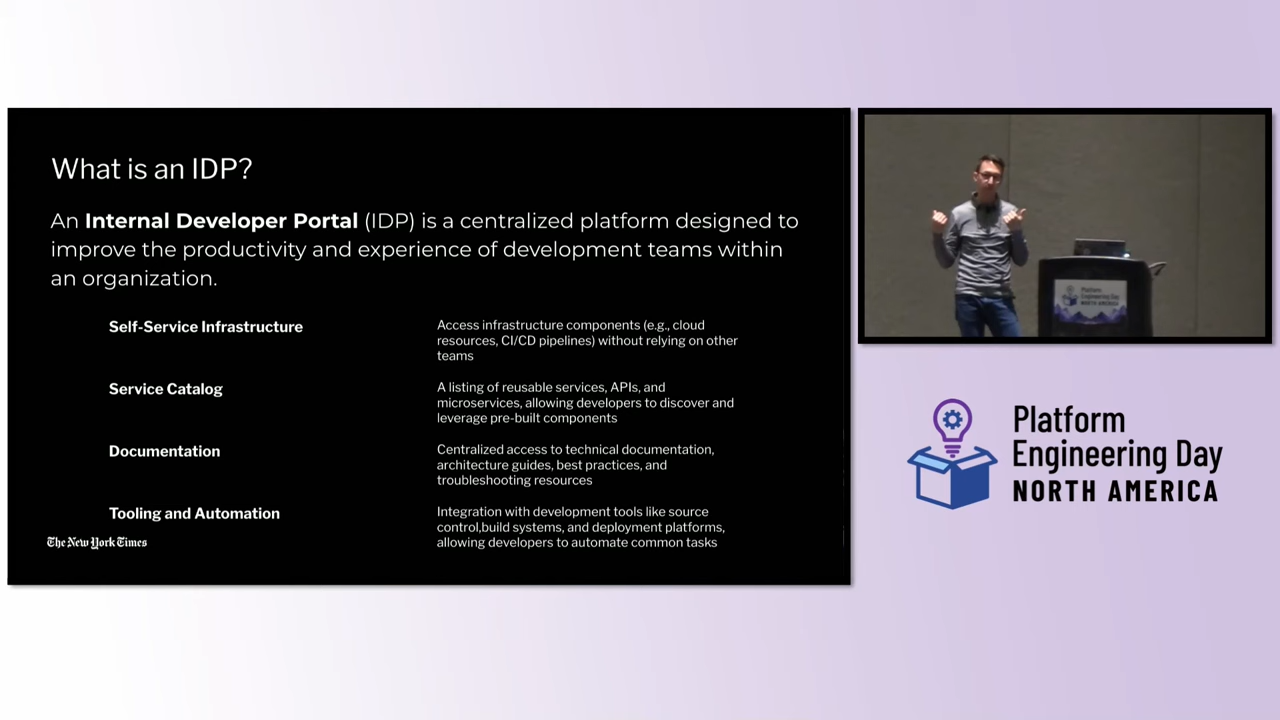 What is an IDP?
An Internal Developer Portal (IDP) is a centralized platform designed to
improve the productivity and experience of development teams within
an organization.
Self-Service Infrastructure
Access infrastructure components (e.g., cloud
resources, CI/CD pipelines) without relying on other
teams
Service Catalog
A listing of reusable services, APIs, and
microservices, allowing developers to discover and
leverage pre-built components
Documentation
Centralized access to technical documentation,
architecture guides, best practices, and
troubleshooting resources
Tooling and Automation
Integration with development tools like source
control,build systems, and deployment platforms,
allowing developers to automate common tasks
The New York Times
Platform
Engineering Day
NORTH AMERICA
Platform
Engineering Day
NORTH AMERICA